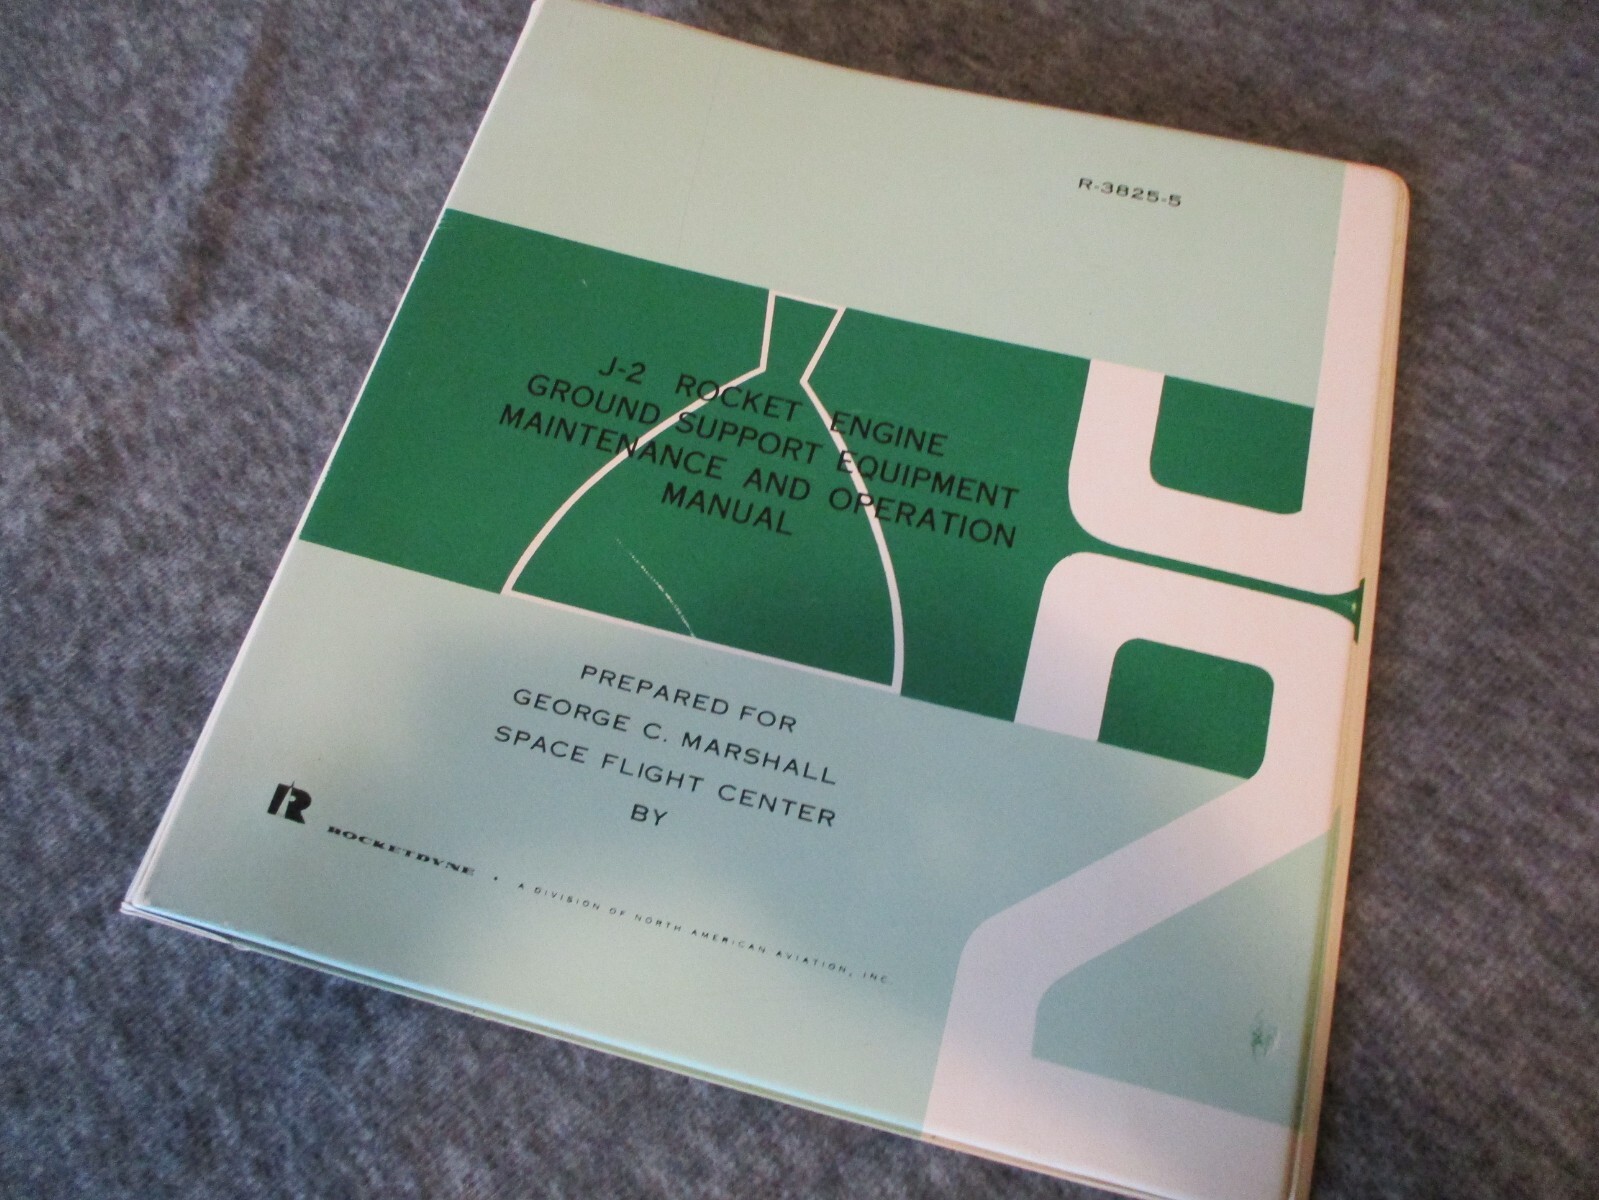 R-3825-5
J-2 ROCKET ENGINE
GROUND SUPPORT EQUIPMENT
MAINTENANCE AND OPERATION
MANUAL
J2
PREPARED FOR
GEORGE C. MARSHALL
SPACE FLIGHT CENTER
BY
R ROCKETDYNE • A DIVISION OF NORTH AMERICAN AVIATION, INC.